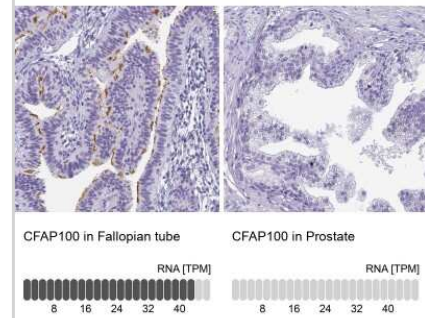 CFAP100 in Fallopian tube
CFAP100 in Prostate
RNA [TPM]
RNA [TPM]
8 16 24 32 40
8 16 24 32 40